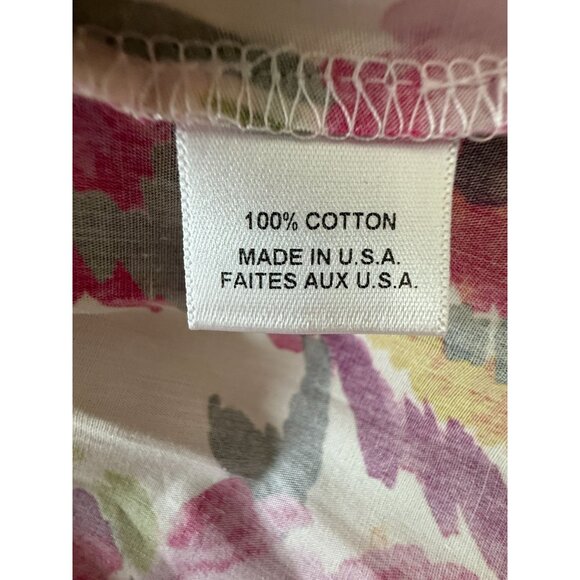 100% COTTON
MADE IN U.S.A.
FAITES AUX U.S.A.